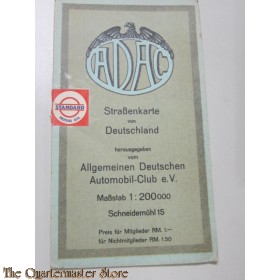 ADAC
STANDARD
Straßenkarte
von
Deutschland
herausgegeben
vom
Allgemeinen Deutschen
Automobil-Club e.V.
Maßstab 1:200000
Schneidemühl 15
Preis für Mitglieder RM. 1.—
für Nichtmitglieder RM. 1.50
© The Quartermaster Store